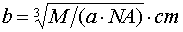 b = ∛(M/(a · NA)) · cm